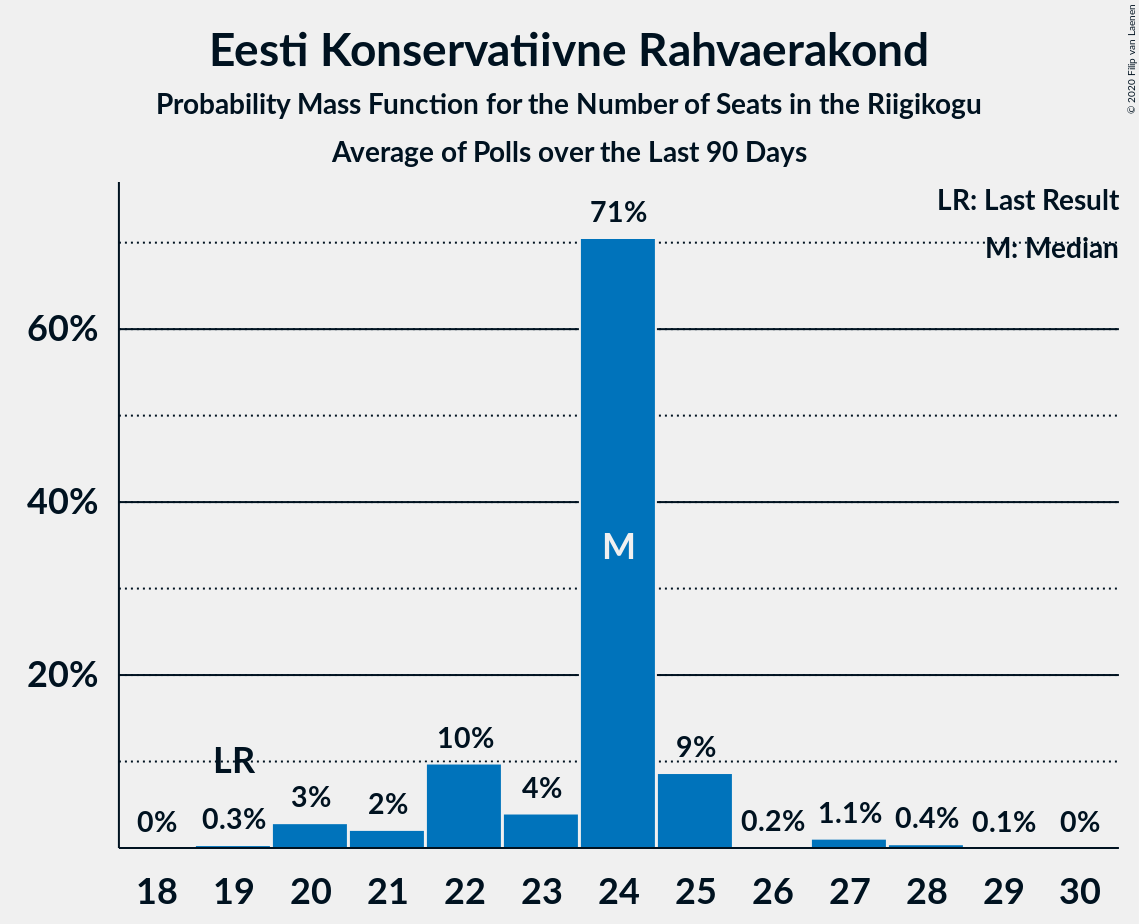 Eesti Konservatiivne Rahvaerakond
Probability Mass Function for the Number of Seats in the Riigikogu
Average of Polls over the Last 90 Days
© 2020 Filip van Laenen
LR: Last Result
M: Median
60%
40%
20%
0%
LR
0.3%
3%
2%
10%
4%
71%
M
9%
0.2%
1.1%
0.4%
0.1%
0%
18 19 20 21 22 23 24 25 26 27 28 29 30